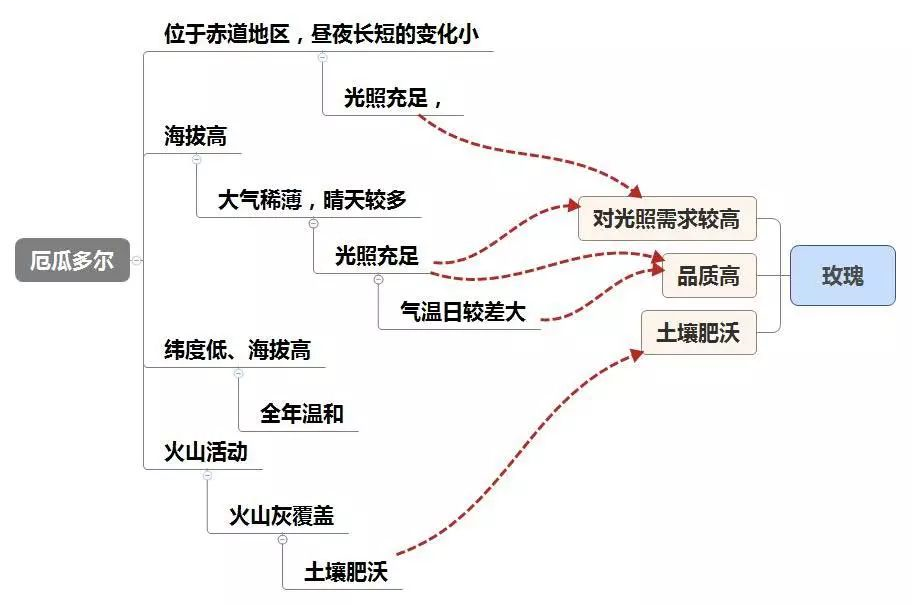 位于赤道地区，昼夜长短的变化小
光照充足，
海拔高
大气稀薄，晴天较多
对光照需求较高
厄瓜多尔
光照充足
品质高
玫瑰
气温日较差大
土壤肥沃
纬度低、海拔高
全年温和
火山活动
火山灰覆盖
土壤肥沃